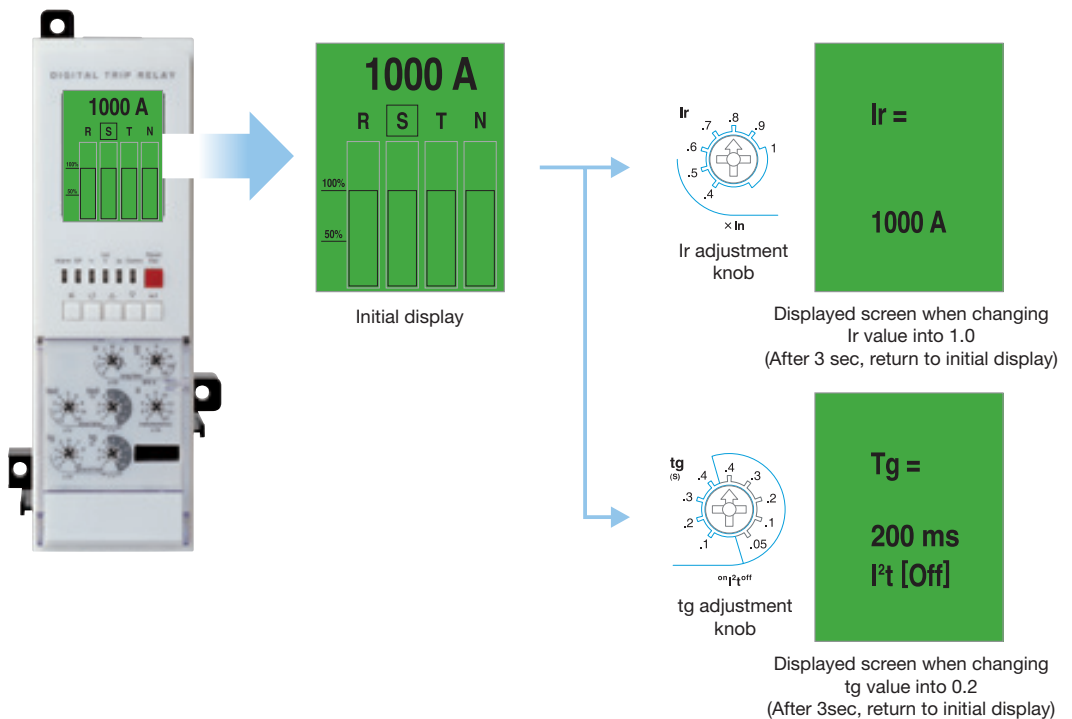 DIGITAL TRIP RELAY
1000 A
R S T N
100%
50%
1000 A
R S T N
100%
50%
Initial display
Ir
.4 .5 .6 .7 .8 .9 1
× In
Ir adjustment
knob
Ir =
1000 A
Displayed screen when changing
Ir value into 1.0
(After 3 sec, return to initial display)
tg
(S)
.1 .2 .3 .4 .4 .3 .2 .1 .05
on I²t off
tg adjustment
knob
Tg =
200 ms
I²t [Off]
Displayed screen when changing
tg value into 0.2
(After 3sec, return to initial display)